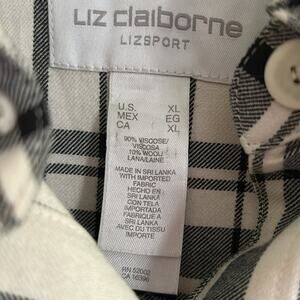 Liz claiborne
LIZSPORT
U.S. XL
MEX EG
CA XL
90% VISCOSE/
VISCOSA
10% WOOL/
LANA/LAINE
MADE IN SRI LANKA
WITH IMPORTED
FABRIC
HECHO EN
SRI LANKA
CON TELA
IMPORTADA
FABRIQUE A
SRI LANKA
AVEC DU TISSU
IMPORTE
RN 52002
CA 16396